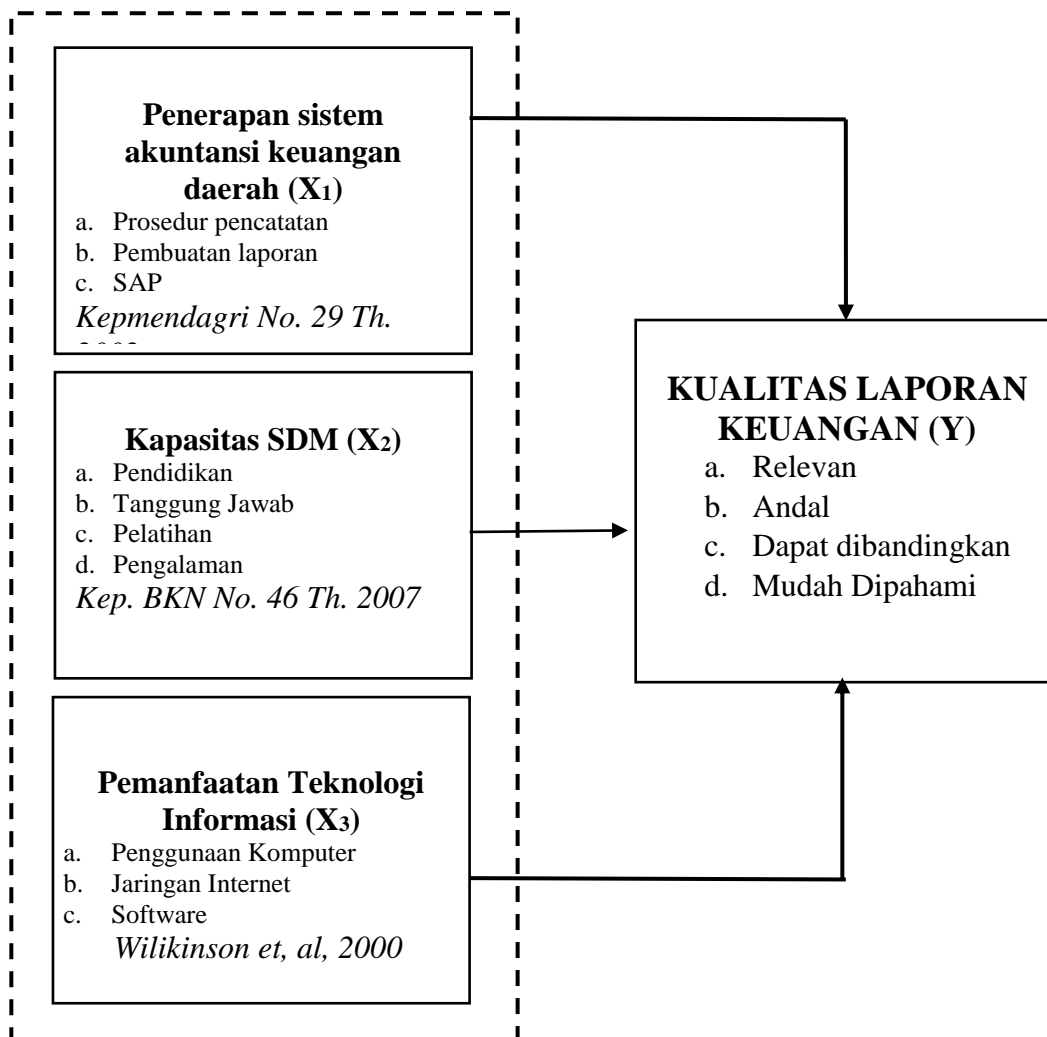 Penerapan sistem
akuntansi keuangan
daerah (X1)
a. Prosedur pencatatan
b. Pembuatan laporan
c. SAP
Kepmendagri No. 29 Th.
Kapasitas SDM (X2)
a. Pendidikan
b. Tanggung Jawab
c. Pelatihan
d. Pengalaman
Kep. BKN No. 46 Th. 2007
Pemanfaatan Teknologi
Informasi (X3)
a. Penggunaan Komputer
b. Jaringan Internet
c. Software
Wilikinson et, al, 2000
KUALITAS LAPORAN
KEUANGAN (Y)
a. Relevan
b. Andal
c. Dapat dibandingkan
d. Mudah Dipahami